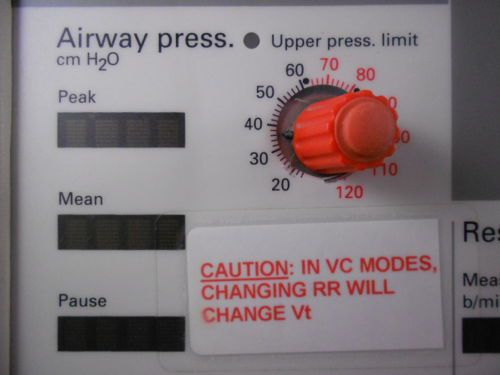 Airway press.
Upper press. limit
cm H2O
Peak
Mean
Pause
20
30
40
50
60
70
80
110
120
CAUTION: IN VC MODES,
CHANGING RR WILL
CHANGE Vt